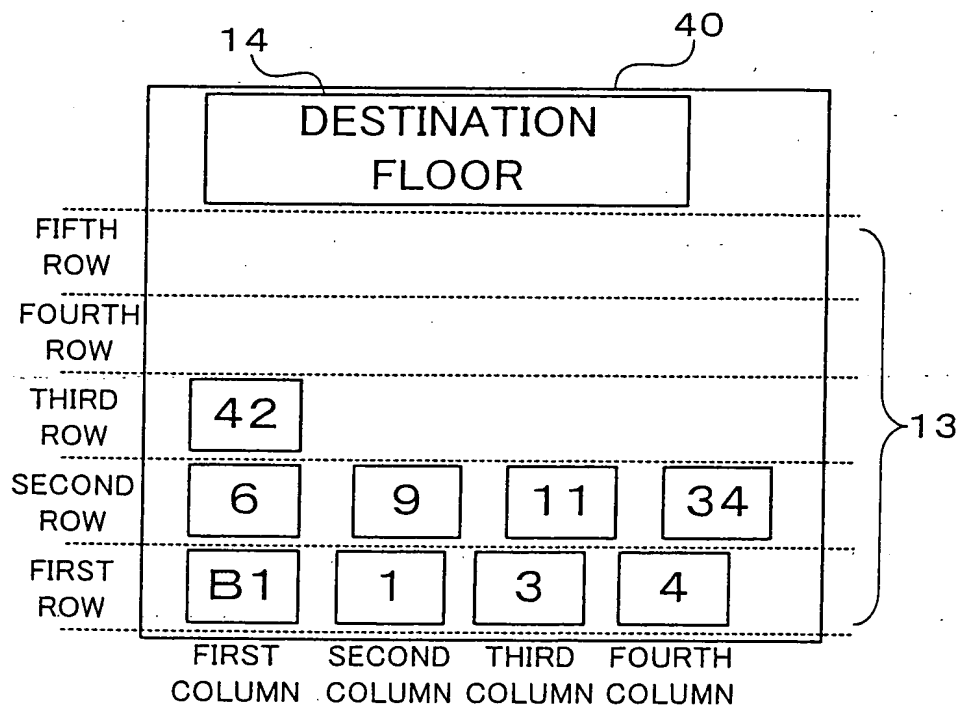 14
40
DESTINATION
FLOOR
FIFTH
ROW
FOURTH
ROW
THIRD
ROW
42
13
SECOND
ROW
6 9 11 34
FIRST
ROW
B1 1 3 4
FIRST SECOND THIRD FOURTH
COLUMN COLUMN COLUMN COLUMN